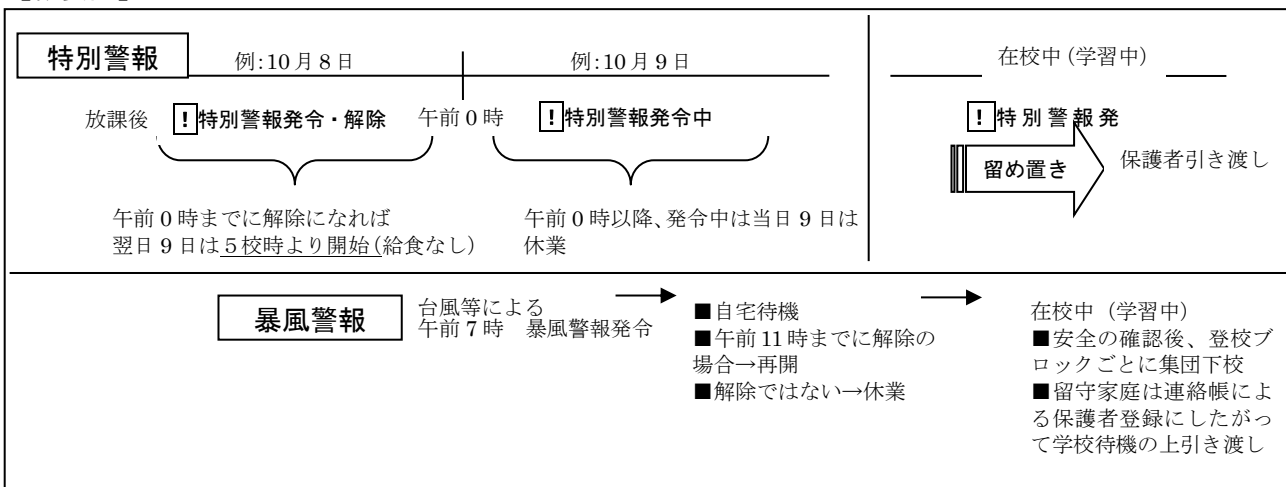 特別警報
例:10月8日
例:10月9日
放課後
!特別警報発令・解除
午前0時
!特別警報発令中
午前0時までに解除になれば
翌日9日は5校時より開始(給食なし)
午前0時以降、発令中は当日9日は
休業
在校中(学習中)
!特別警報発
留め置き
保護者引き渡し
暴風警報
台風等による
午前7時　暴風警報発令
■自宅待機
■午前11時までに解除の
場合→再開
■解除ではない→休業
在校中（学習中）
■安全の確認後、登校ブ
ロックごとに集団下校
■留守家庭は連絡帳によ
る保護者登録にしたがっ
て学校待機の上引き渡し